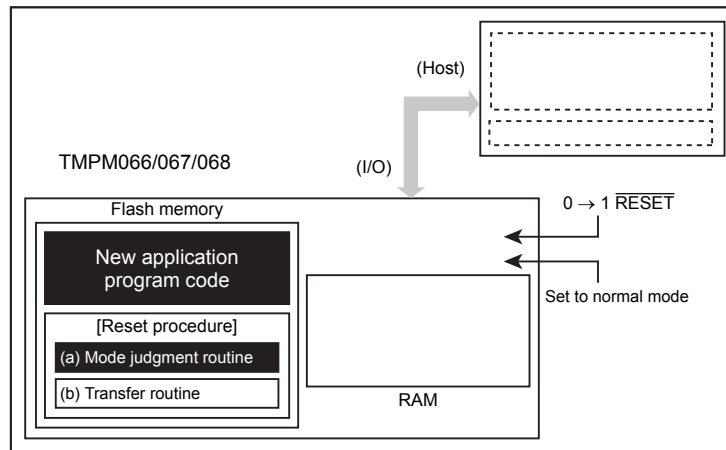 (Host)
TMPM066/067/068
(I/O)
Flash memory
0 → 1 RESET
New application
program code
Set to normal mode
[Reset procedure]
(a) Mode judgment routine
(b) Transfer routine
RAM